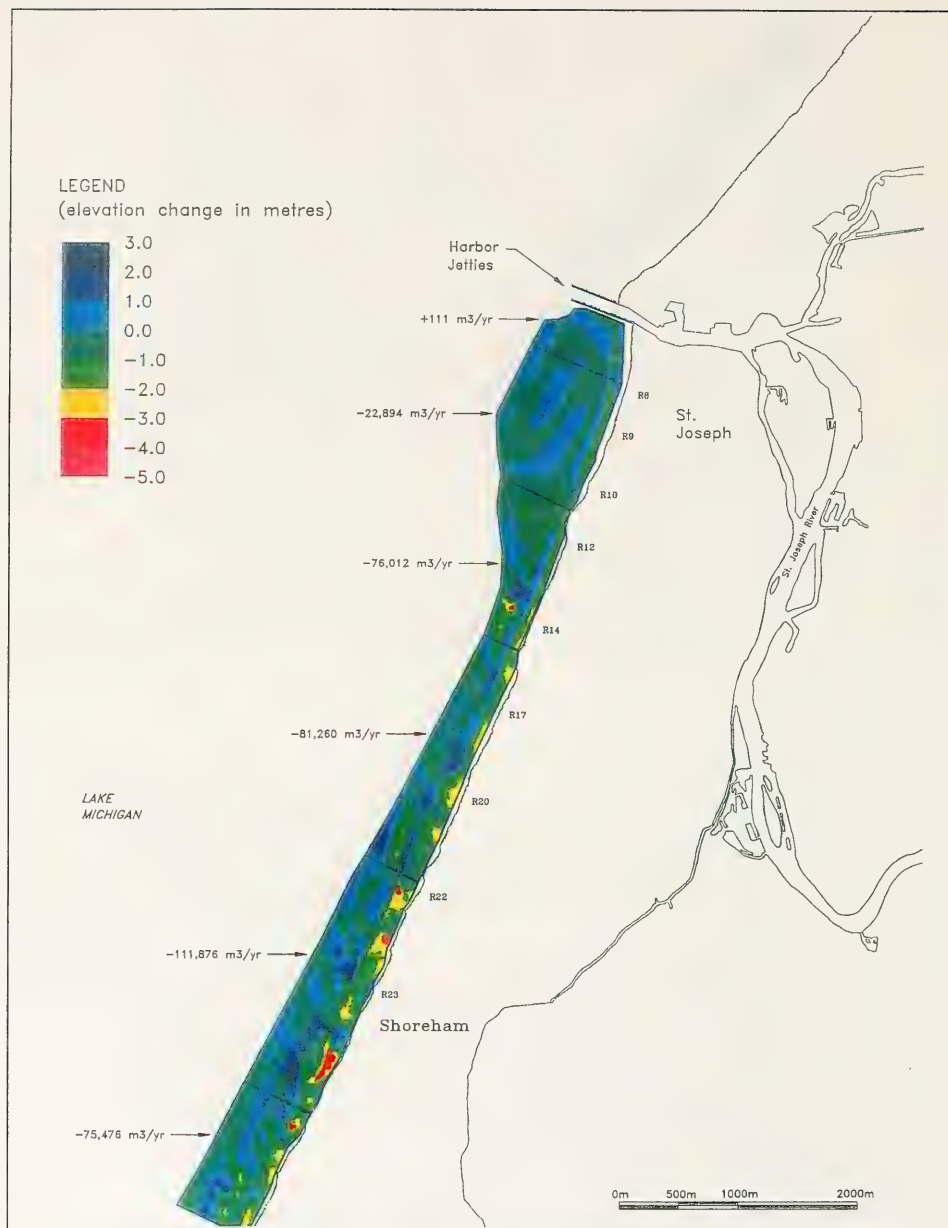 LEGEND
(elevation change in metres)
3.0
2.0
1.0
0.0
-1.0
-2.0
-3.0
-4.0
-5.0
Harbor
Jetties
+111 m3/yr
R8
St.
Joseph
-22,894 m3/yr
R9
R10
R12
St. Joseph River
-76,012 m3/yr
R14
R17
-81,260 m3/yr
LAKE
MICHIGAN
R20
R22
-111,876 m3/yr
R23
Shoreham
-75,476 m3/yr
0m 500m 1000m 2000m